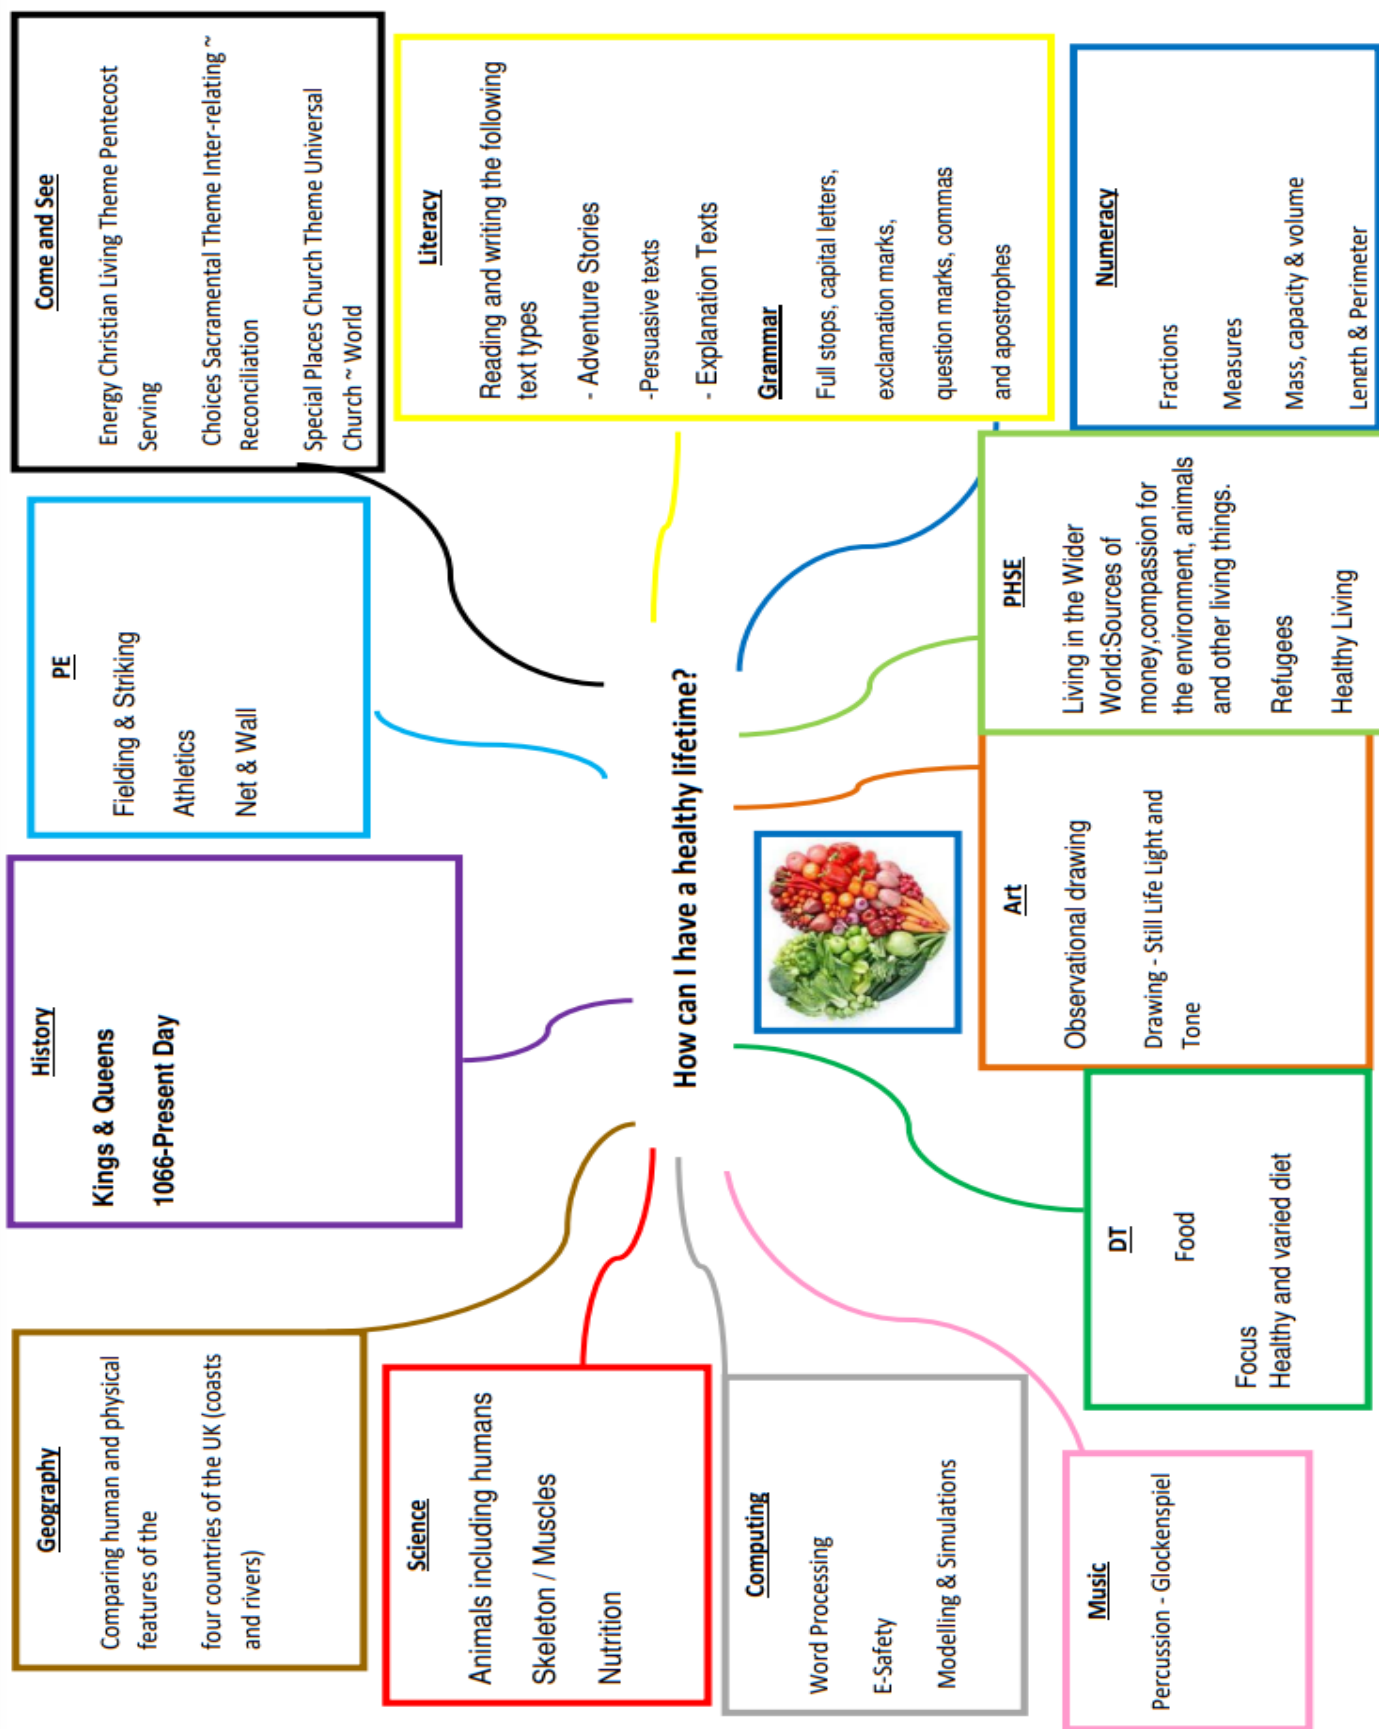 Geography
Comparing human and physical
features of the
four countries of the UK (coasts
and rivers)
History
Kings & Queens
1066-Present Day
PE
Fielding & Striking
Athletics
Net & Wall
Come and See
Energy Christian Living Theme Pentecost
Serving
Choices Sacramental Theme Inter-relating ~
Reconciliation
Special Places Church Theme Universal
Church ~ World
Science
Animals including humans
Skeleton / Muscles
Nutrition
How can I have a healthy lifetime?
Literacy
Reading and writing the following
text types
- Adventure Stories
-Persuasive texts
- Explanation Texts
Grammar
Full stops, capital letters,
exclamation marks,
question marks, commas
and apostrophes
Computing
Word Processing
E-Safety
Modelling & Simulations
Music
Percussion - Glockenspiel
DT
Food
Focus
Healthy and varied diet
Art
Observational drawing
Drawing - Still Life Light and
Tone
PHSE
Living in the Wider
World:Sources of
money,compassion for
the environment, animals
and other living things.
Refugees
Healthy Living
Numeracy
Fractions
Measures
Mass, capacity & volume
Length & Perimeter